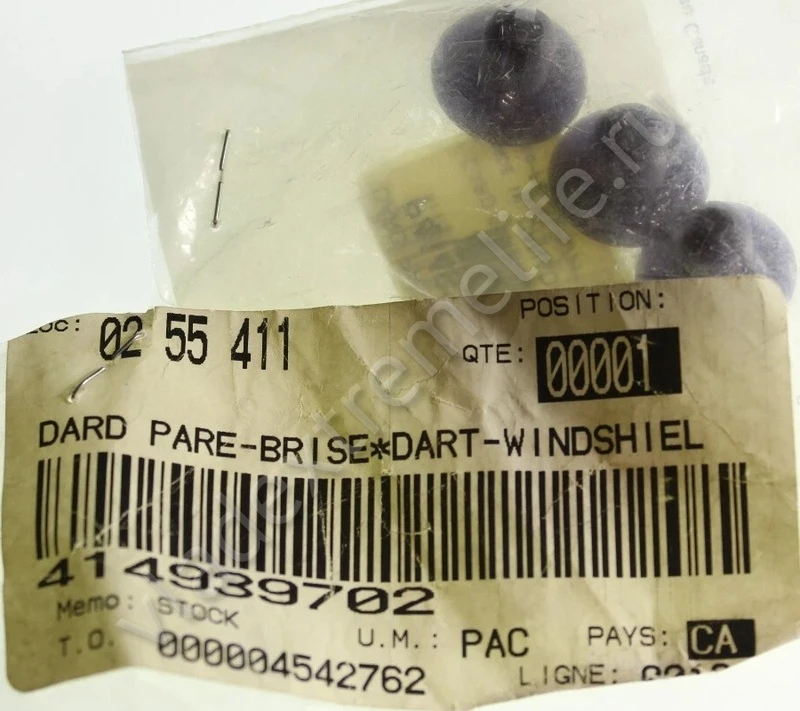 POSITION:
02 55 411
QTE: 00001
DARD PARE-BRISE*DART-WINDSHIEL
414939702
Memo: STOCK
U.M.: PAC PAYS: CA
T.O. 000004542762
LIGNE: